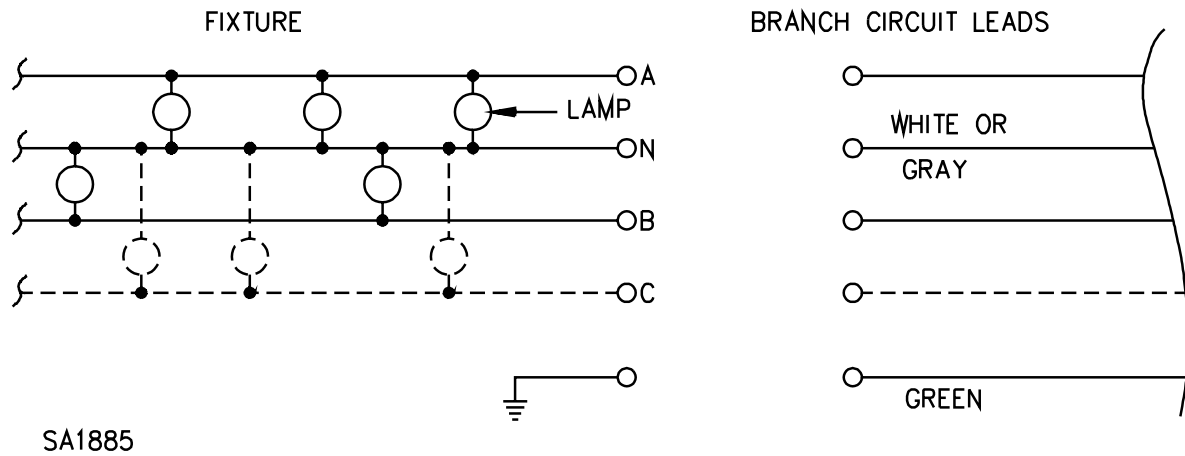 FIXTURE
BRANCH CIRCUIT LEADS
A
LAMP
N
WHITE OR
GRAY
B
C
GREEN
SA1885